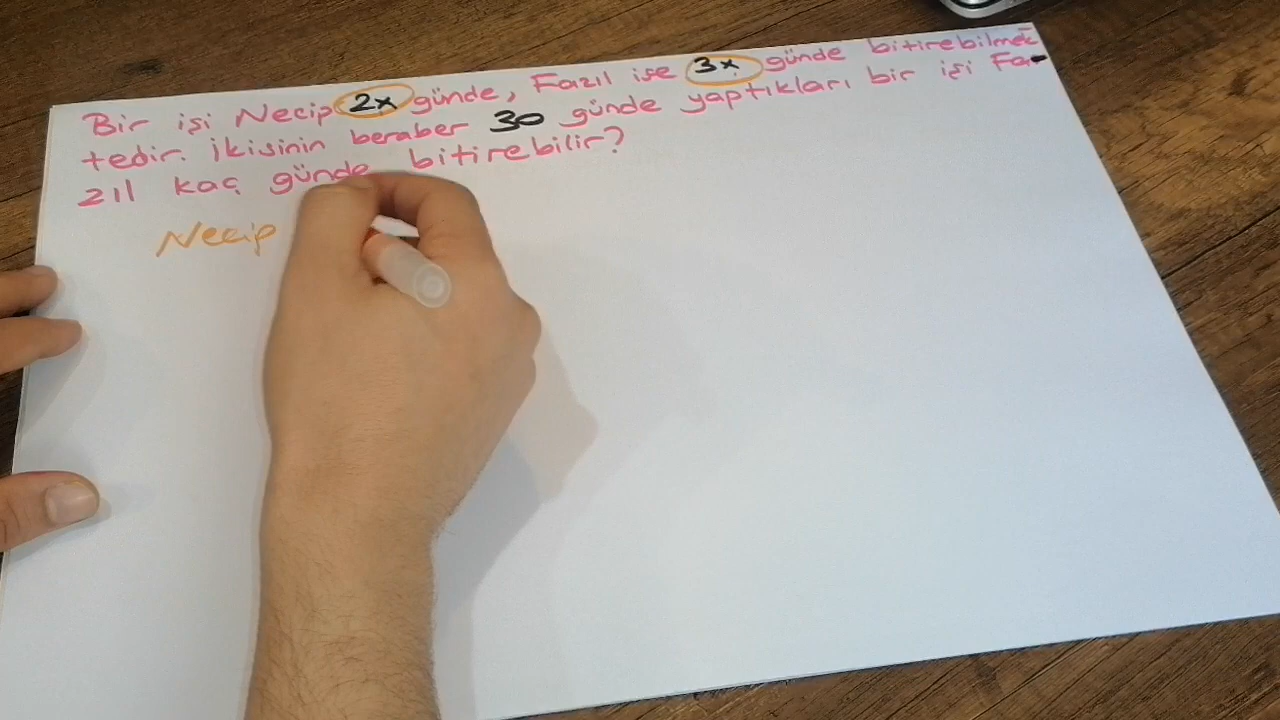 Bir işi Necip 2x günde, Fazıl ise 3x günde bitirebilmek-
tedir. İkisinin beraber 30 günde yaptıkları bir işi Fa-
zıl kaç günde bitirebilir?
Necip